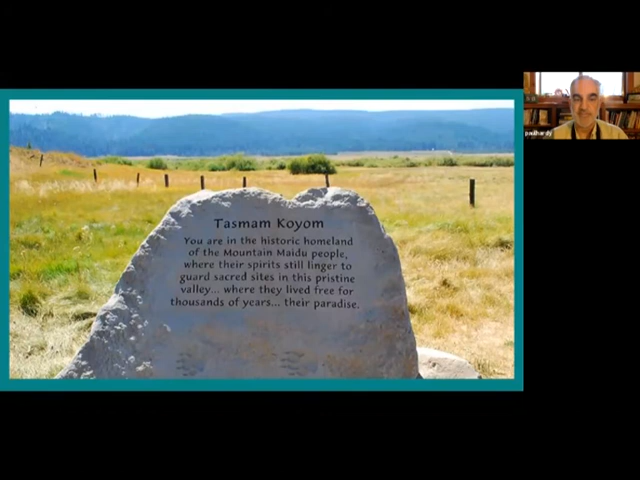 Tasmam Koyom
You are in the historic homeland
of the Mountain Maidu people,
where their spirits still linger to
guard sacred sites in this pristine
valley... where they lived free for
thousands of years... their paradise.
paulhardy